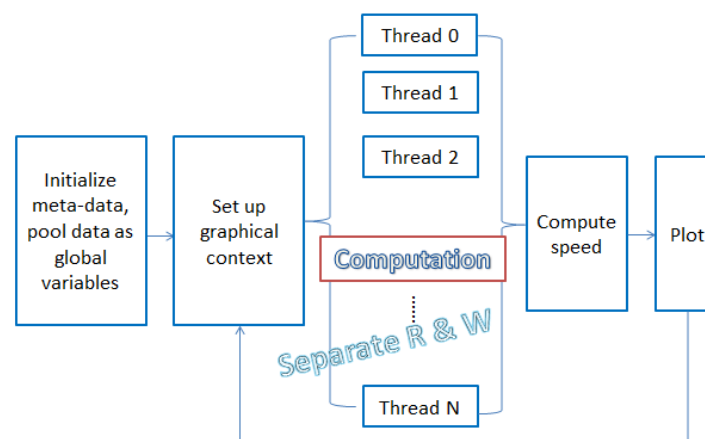 Thread 0
Thread 1
Thread 2
Initialize
meta-data,
pool data as
global
variables
Set up
graphical
context
Computation
Separate R & W
Thread N
Compute
speed
Plot